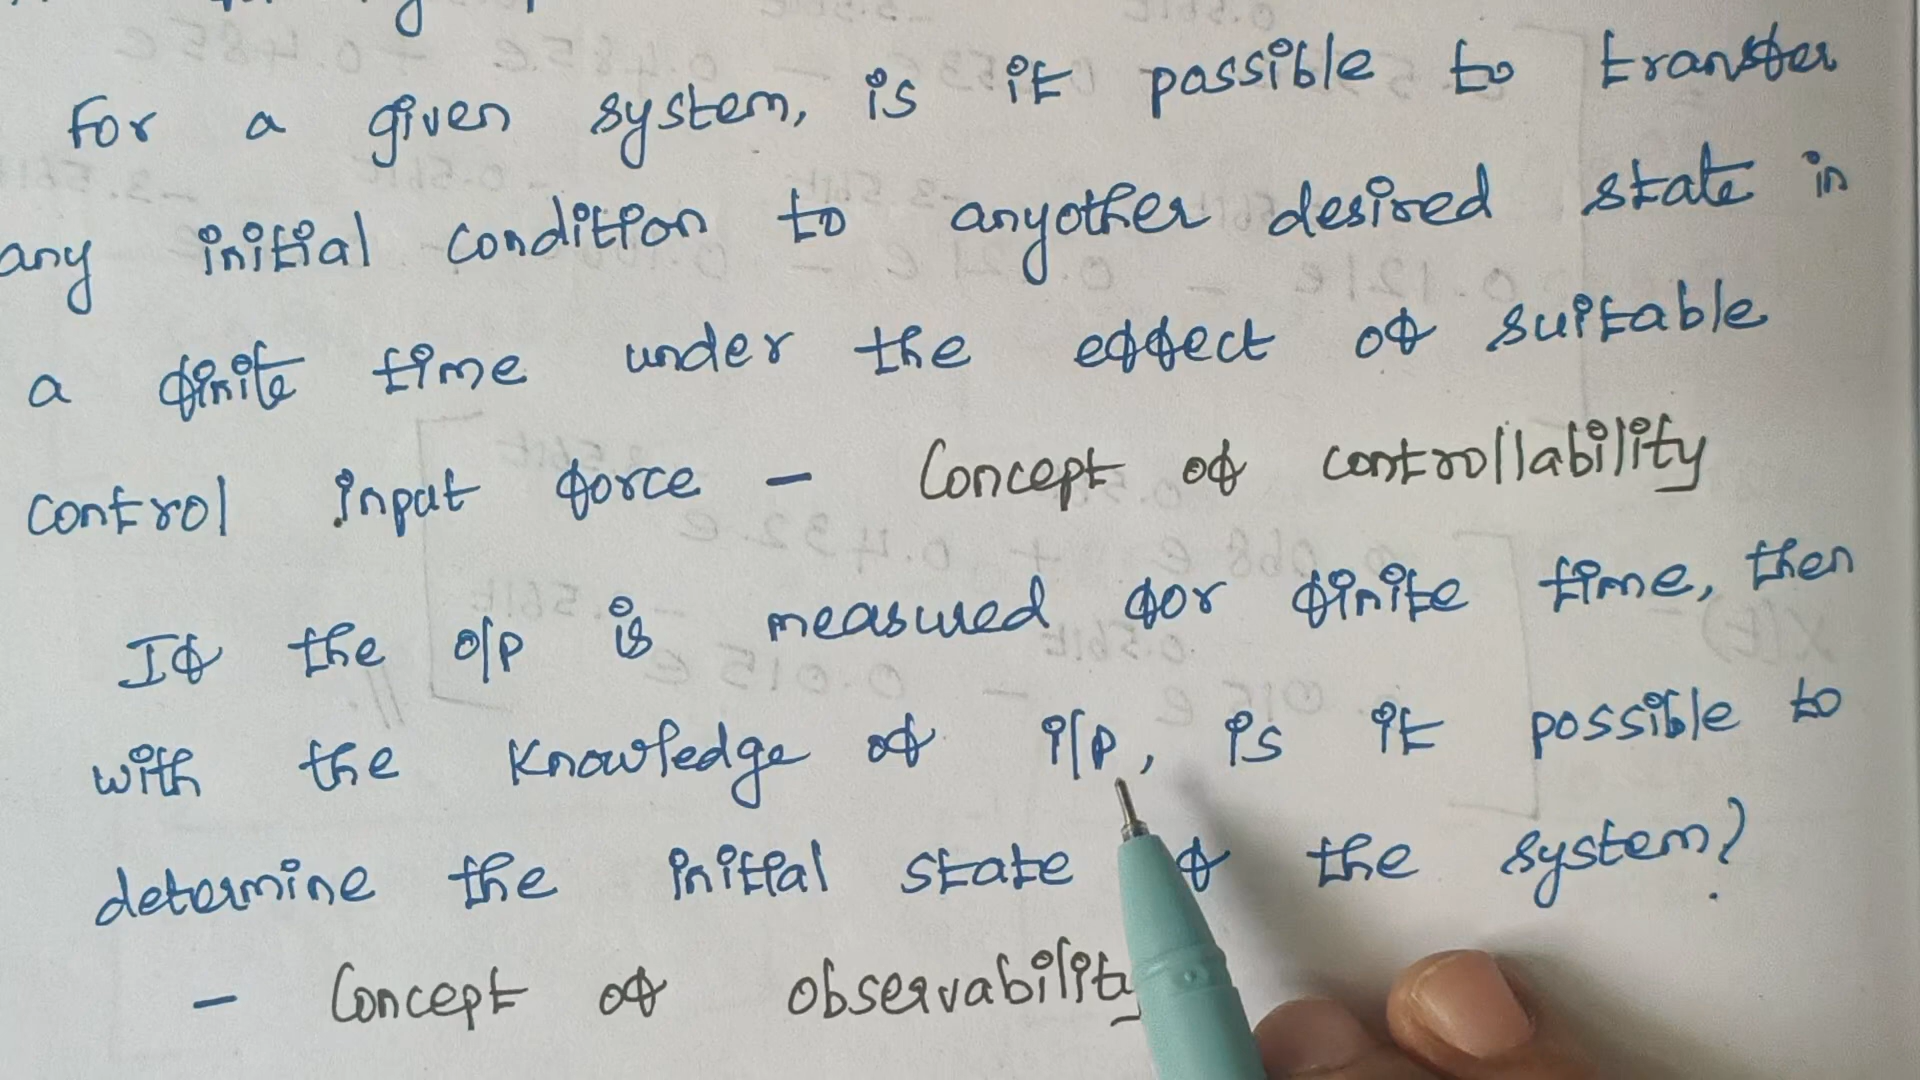 For a given system, is it possible to transfer
any initial condition to anyother desired state in
a finite time under the effect of suitable
control input force - Concept of controllability
If the o/p is measured for finite time, then
with the knowledge of i/p, is it possible to
determine the initial state of the system?
- Concept of observability